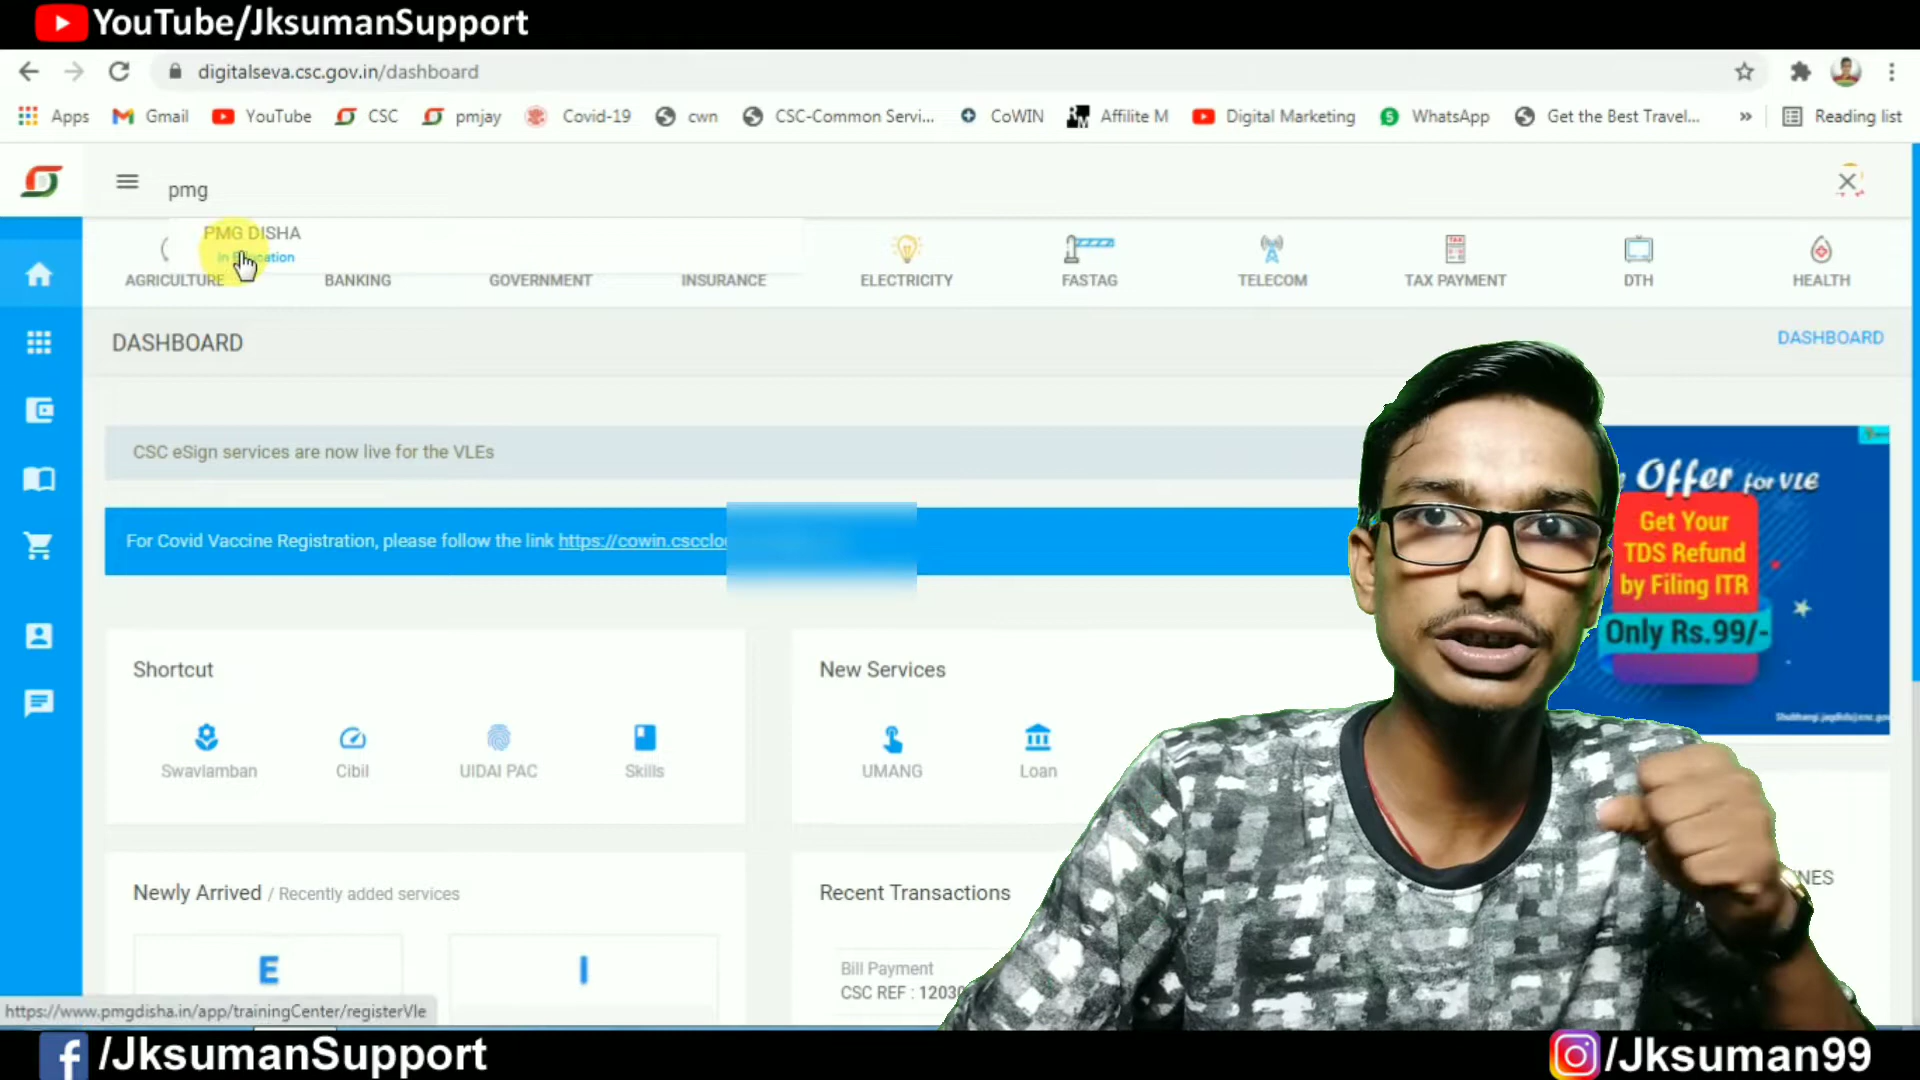 YouTube/JksumanSupport
digitalseva.csc.gov.in/dashboard
Apps Gmail YouTube CSC pmjay Covid-19 cwn CSC-Common Servi... CoWIN Affilite M Digital Marketing WhatsApp Get the Best Travel... » Reading list
pmg
PMG DISHA
AGRICULTURE BANKING GOVERNMENT INSURANCE ELECTRICITY FASTAG TELECOM TAX PAYMENT DTH HEALTH
DASHBOARD DASHBOARD
CSC eSign services are now live for the VLEs
For Covid Vaccine Registration, please follow the link https://cowin.csccl
Offer for VLE
Get Your
TDS Refund
by Filing ITR
Only Rs.99/-
Shortcut
Swavlamban Cibil UIDAI PAC Skills
New Services
UMANG Loan
Newly Arrived / Recently added services
E I
Recent Transactions
Bill Payment
CSC REF : 12030
https://www.pmgdisha.in/app/trainingCenter/registerVle
/JksumanSupport
/Jksuman99